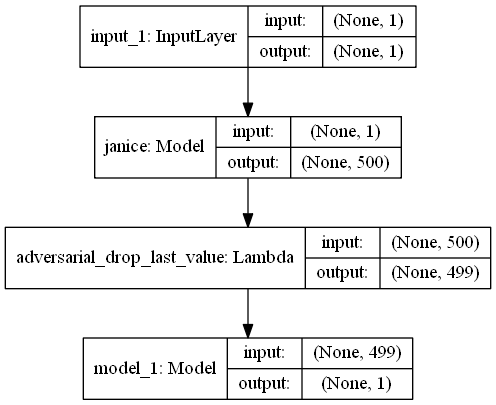 input_1: InputLayer
input: (None, 1)
output: (None, 1)
janice: Model
input: (None, 1)
output: (None, 500)
adversarial_drop_last_value: Lambda
input: (None, 500)
output: (None, 499)
model_1: Model
input: (None, 499)
output: (None, 1)